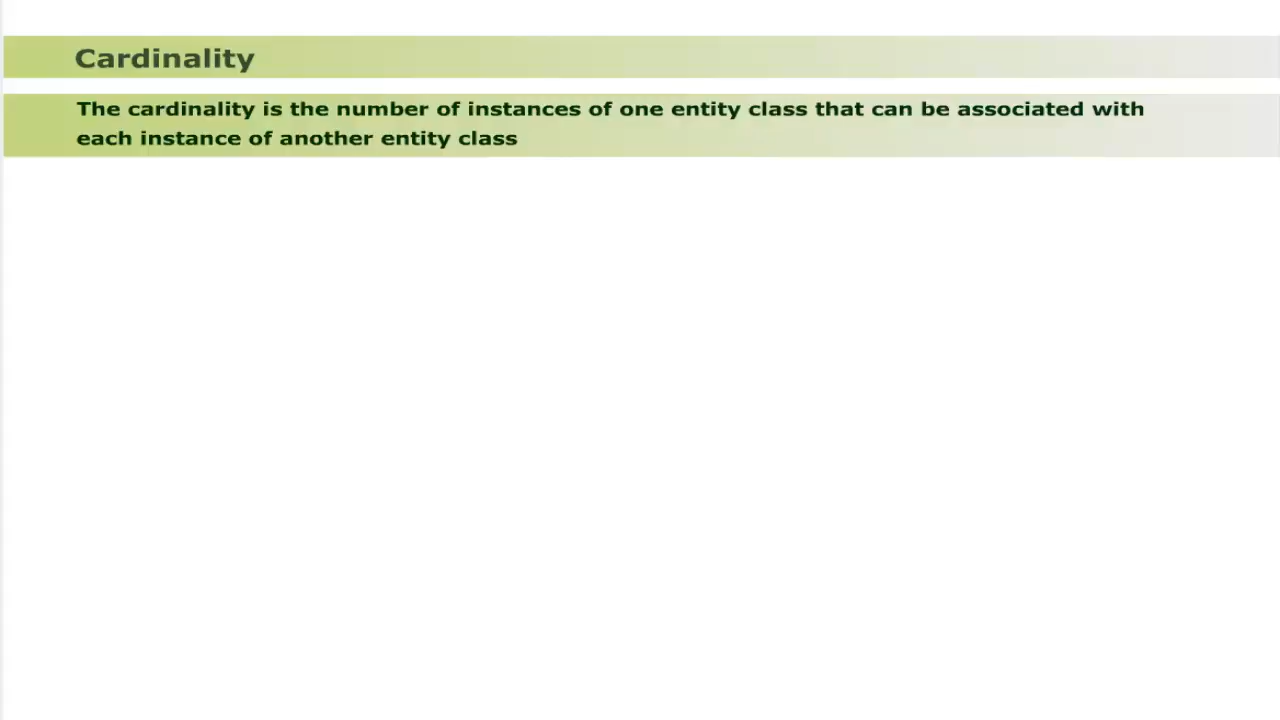 Cardinality
The cardinality is the number of instances of one entity class that can be associated with
each instance of another entity class